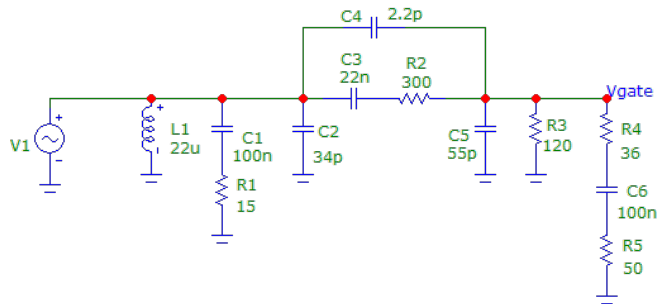 C4
2.2p
C3
22n
R2
300
Vgate
V1
+
-
+
-
L1
22u
C1
100n
R1
15
C2
34p
C5
55p
R3
120
R4
36
C6
100n
R5
50